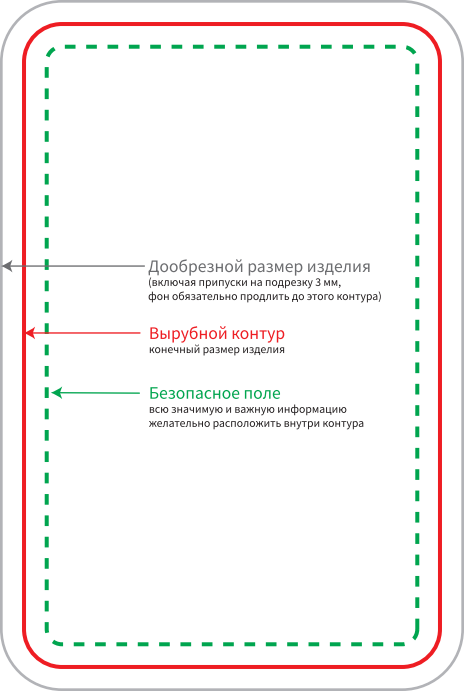 Дообрезной размер изделия
(включая припуски на подрезку 3 мм,
фон обязательно продлить до этого контура)
Вырубной контур
конечный размер изделия
Безопасное поле
всю значимую и важную информацию
желательно расположить внутри контура